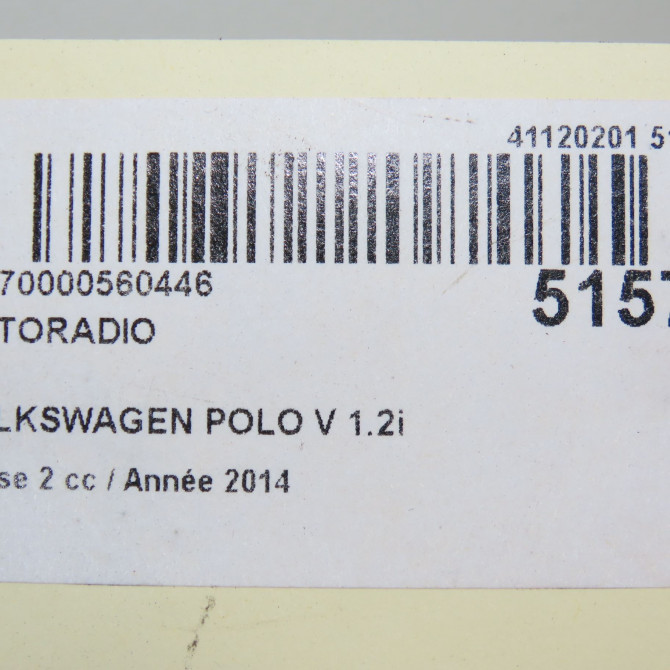 41120201 51
70000560446
5157
TORADIO
LKSWAGEN POLO V 1.2i
se 2 cc / Année 2014